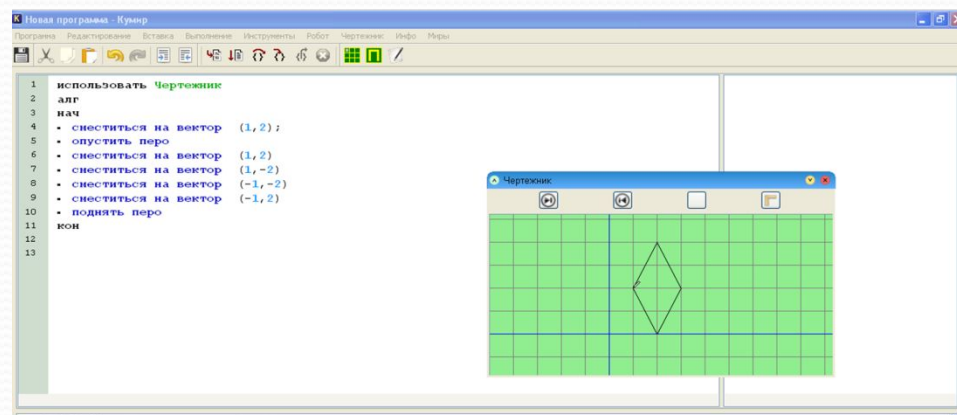 Новая программа - Кумир
Программа Редактирование Вставка Выполнение Инструменты Робот Чертежник Инфо Миры
1 использовать Чертежник
2 алг
3 нач
4 • сместиться на вектор (1,2);
5 • опустить перо
6 • сместиться на вектор (1,2)
7 • сместиться на вектор (1,-2)
8 • сместиться на вектор (-1,-2)
9 • сместиться на вектор (-1,2)
10 • поднять перо
11 кон
12
13
Чертежник